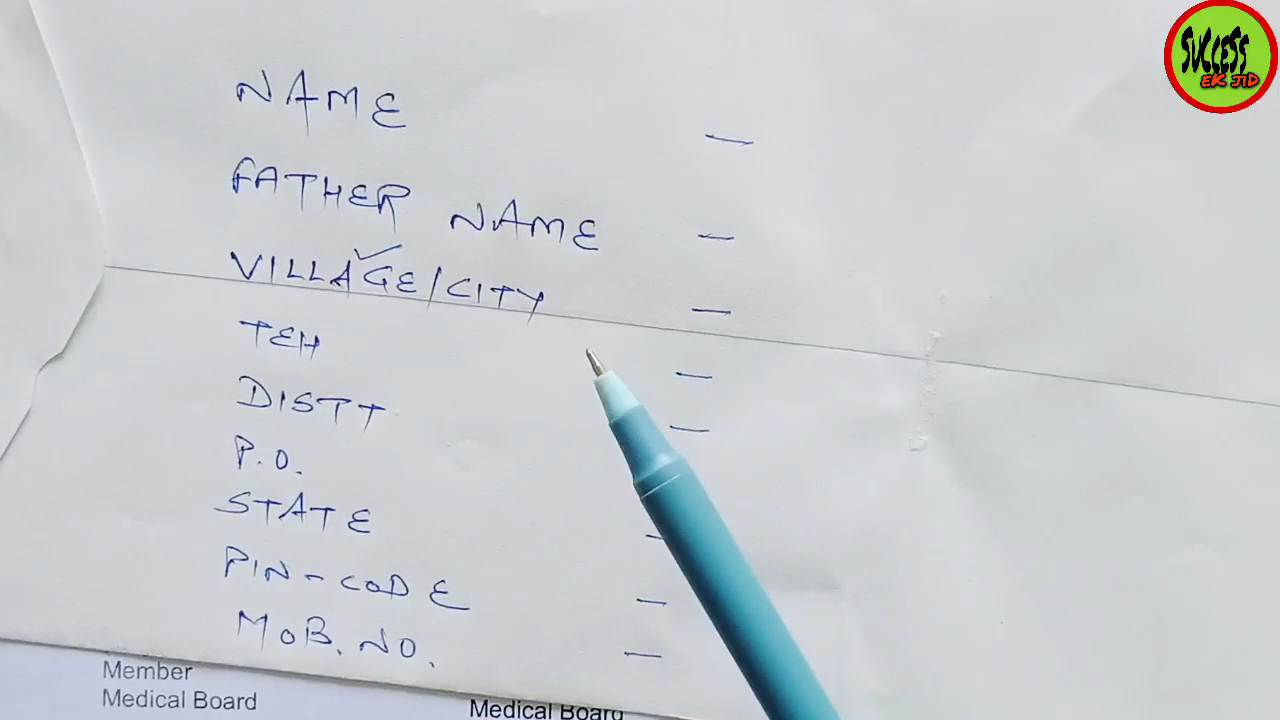 SUCCESS
EK JID
NAME –
FATHER NAME –
VILLAGE/CITY –
TEH –
DISTT –
P.O.
STATE –
PIN-CODE –
MOB. NO. –
Member
Medical Board
Medical Board